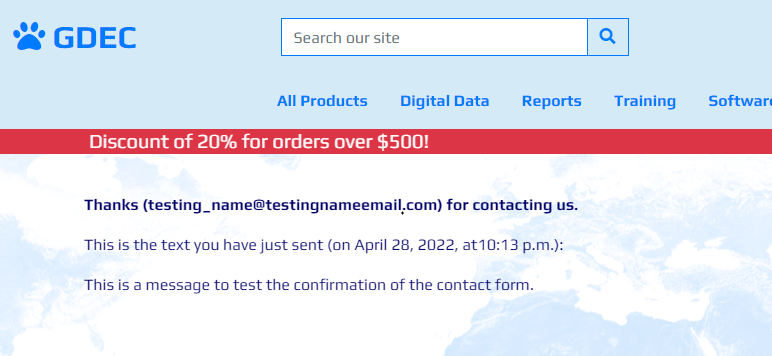 GDEC
Search our site
All Products Digital Data Reports Training Software
Discount of 20% for orders over $500!
Thanks (testing_name@testingnameemail.com) for contacting us.
This is the text you have just sent (on April 28, 2022, at10:13 p.m.):
This is a message to test the confirmation of the contact form.